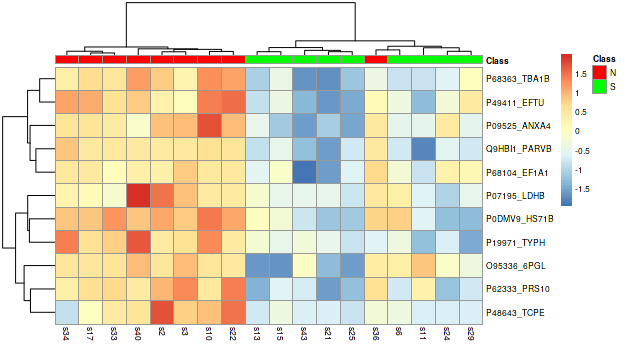 Class
Class
N
S
1.5
1
0.5
0
-0.5
-1
-1.5
P68363_TBA1B
P49411_EFTU
P09525_ANXA4
Q9HBI1_PARVB
P68104_EF1A1
P07195_LDHB
P0DMV9_HS71B
P19971_TYPH
O95336_6PGL
P62333_PRS10
P48643_TCPE
s34 s17 s33 s40 s2 s3 s10 s22 s13 s15 s43 s21 s25 s36 s6 s11 s24 s29